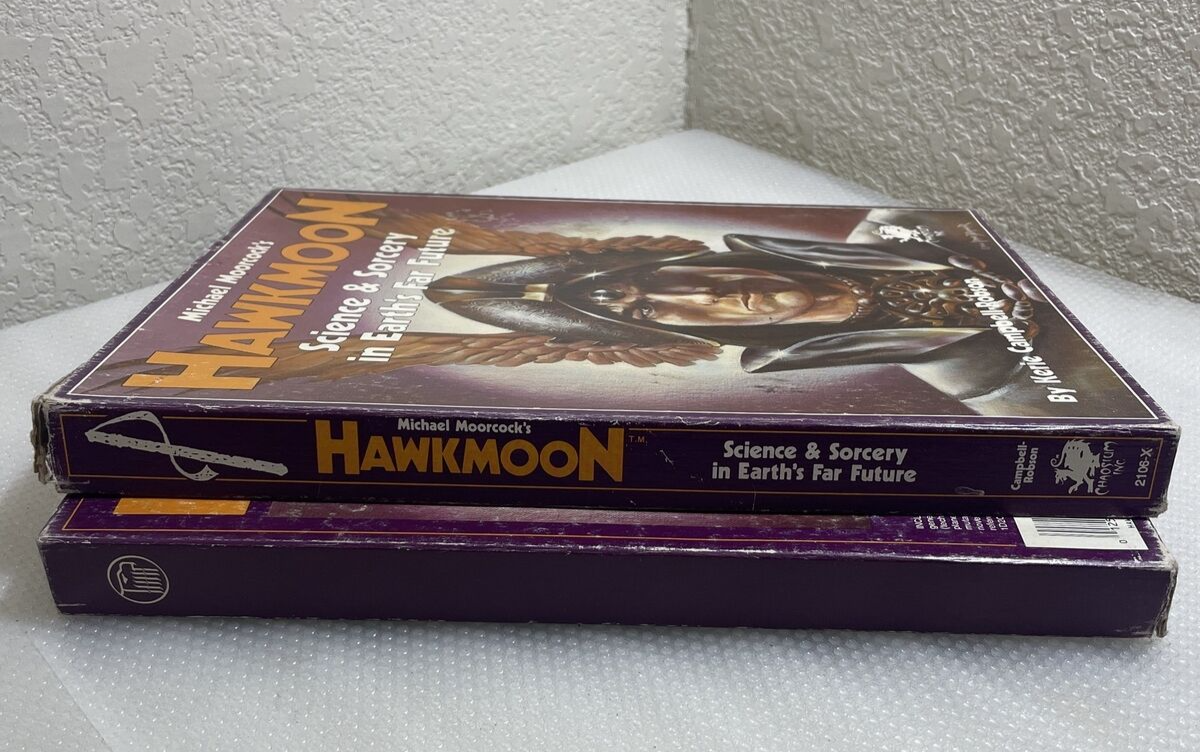 Michael Moorcock's
HAWKMOON
Science & Sorcery
in Earth's Far Future
By Kerie Campbell-Robson
Michael Moorcock's
HAWKMOON T.M.
Science & Sorcery
in Earth's Far Future
Campbell-
Robson
CHAOSIUM
INC
2106-X